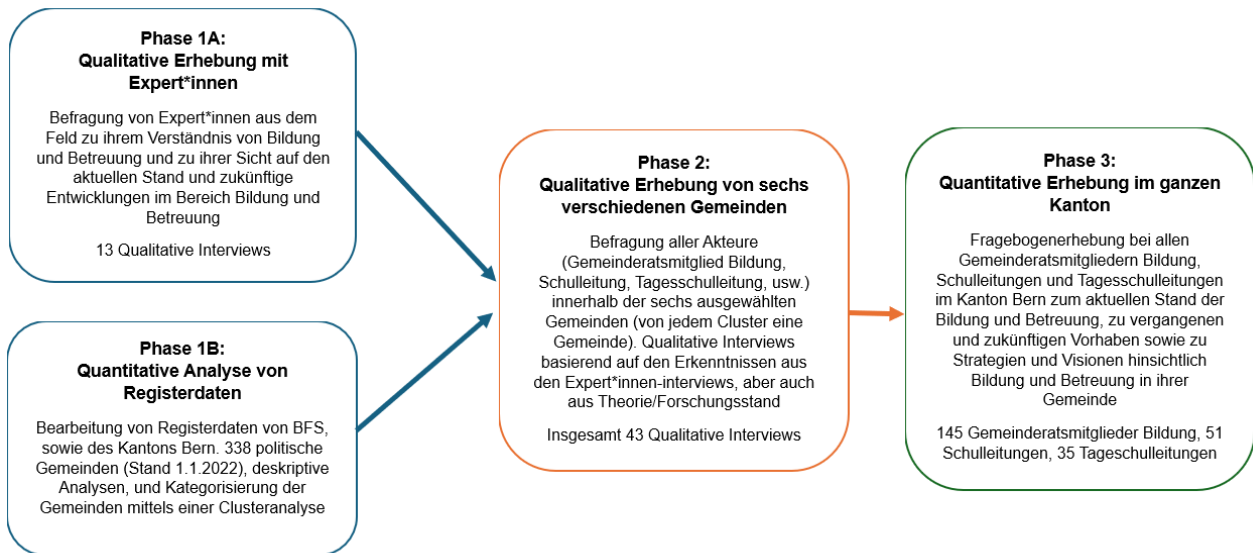 Phase 1A:
Qualitative Erhebung mit
Expert*innen
Befragung von Expert*innen aus dem
Feld zu ihrem Verständnis von Bildung
und Betreuung und zu ihrer Sicht auf den
aktuellen Stand und zukünftige
Entwicklungen im Bereich Bildung und
Betreuung
13 Qualitative Interviews
Phase 1B:
Quantitative Analyse von
Registerdaten
Bearbeitung von Registerdaten von BFS,
sowie des Kantons Bern. 338 politische
Gemeinden (Stand 1.1.2022), deskriptive
Analysen, und Kategorisierung der
Gemeinden mittels einer Clusteranalyse
Phase 2:
Qualitative Erhebung von sechs
verschiedenen Gemeinden
Befragung aller Akteure
(Gemeinderatsmitglied Bildung,
Schulleitung, Tagesschulleitung, usw.)
innerhalb der sechs ausgewählten
Gemeinden (von jedem Cluster eine
Gemeinde). Qualitative Interviews
basierend auf den Erkenntnissen aus
den Expert*innen-interviews, aber auch
aus Theorie/Forschungsstand
Insgesamt 43 Qualitative Interviews
Phase 3:
Quantitative Erhebung im ganzen
Kanton
Fragebogenerhebung bei allen
Gemeinderatsmitgliedern Bildung,
Schulleitungen und Tagesschulleitungen
im Kanton Bern zum aktuellen Stand der
Bildung und Betreuung, zu vergangenen
und zukünftigen Vorhaben sowie zu
Strategien und Visionen hinsichtlich
Bildung und Betreuung in ihrer
Gemeinde
145 Gemeinderatsmitglieder Bildung, 51
Schulleitungen, 35 Tageschulleitungen